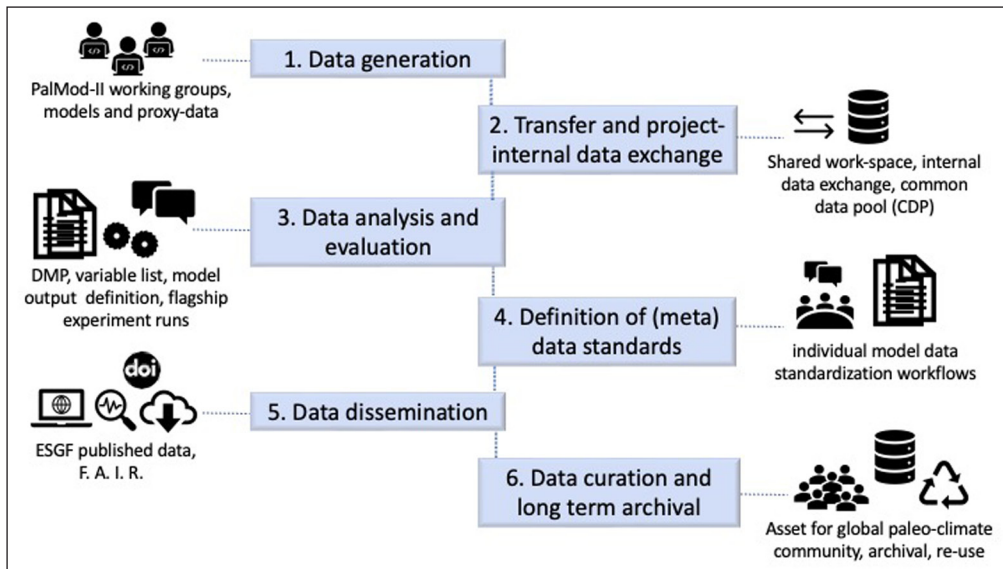 1. Data generation
PalMod-II working groups,
models and proxy-data
2. Transfer and project-
internal data exchange
Shared work-space, internal
data exchange, common
data pool (CDP)
3. Data analysis and
evaluation
DMP, variable list, model
output definition, flagship
experiment runs
4. Definition of (meta)
data standards
individual model data
standardization workflows
doi
5. Data dissemination
ESGF published data,
F. A. I. R.
6. Data curation and
long term archival
Asset for global paleo-climate
community, archival, re-use